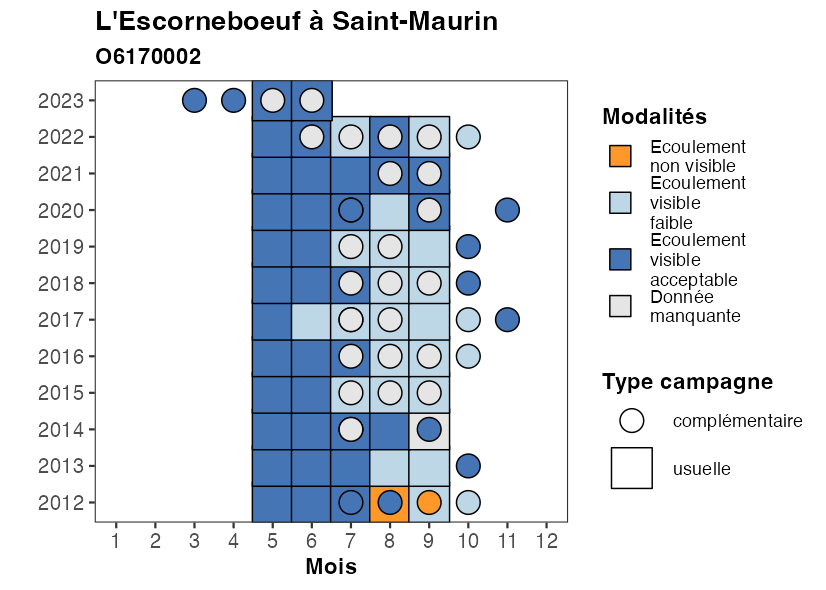 L'Escorneboeuf à Saint-Maurin
O6170002
2023
2022
2021
2020
2019
2018
2017
2016
2015
2014
2013
2012
1 2 3 4 5 6 7 8 9 10 11 12
Mois
Modalités
Ecoulement
non visible
Ecoulement
visible
faible
Ecoulement
visible
acceptable
Donnée
manquante
Type campagne
complémentaire
usuelle